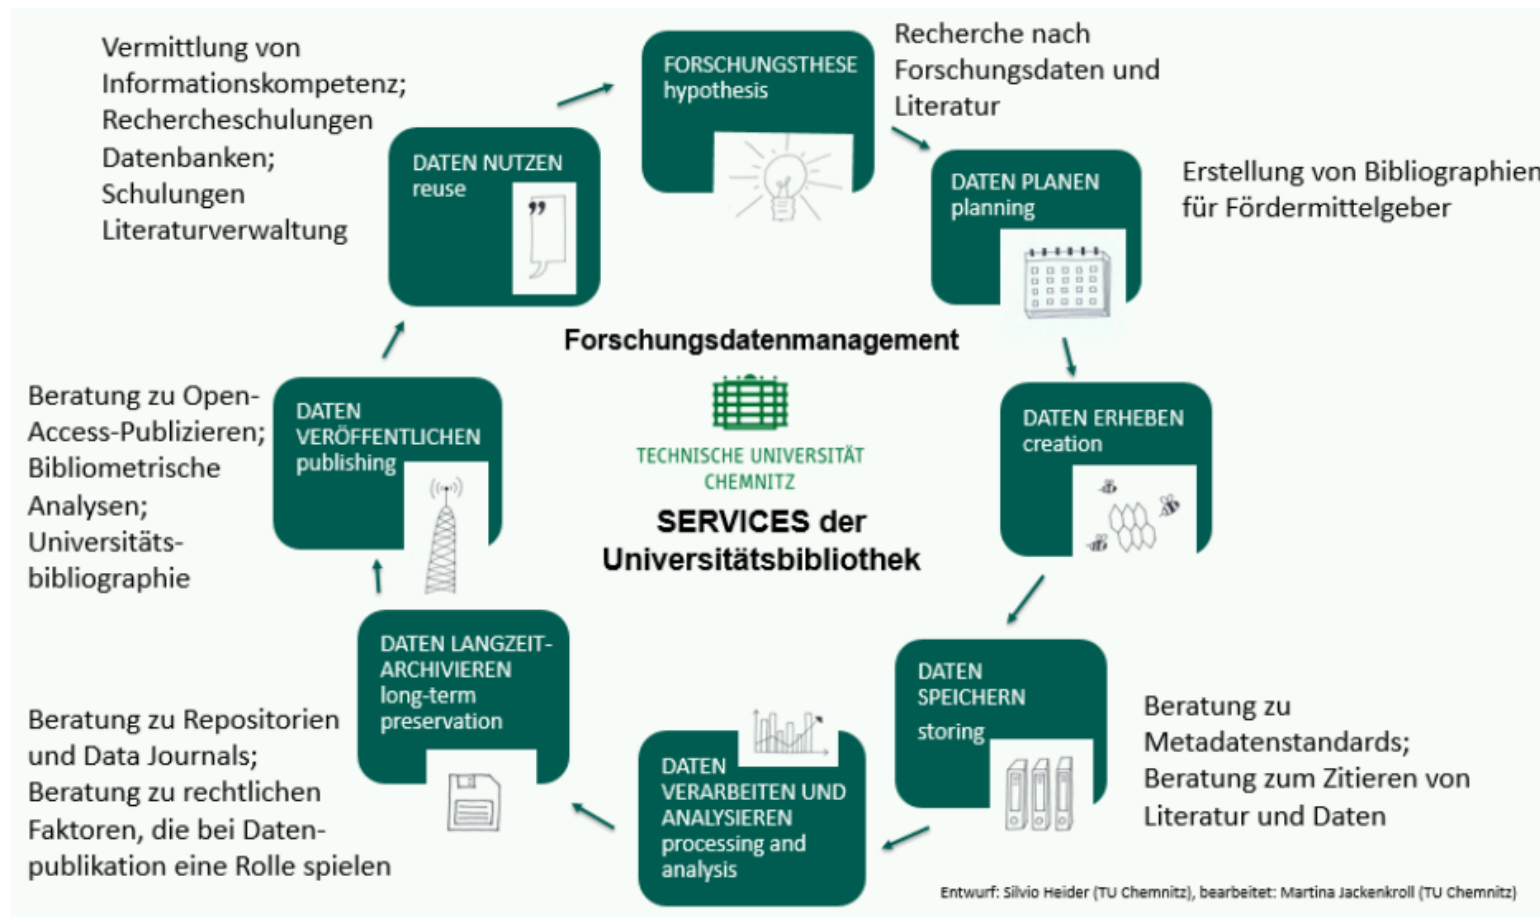 FORSCHUNGSTHESE
hypothesis
Recherche nach
Forschungsdaten und
Literatur
DATEN PLANEN
planning
Erstellung von Bibliographien
für Fördermittelgeber
DATEN ERHEBEN
creation
DATEN
SPEICHERN
storing
Beratung zu
Metadatenstandards;
Beratung zum Zitieren von
Literatur und Daten
DATEN
VERARBEITEN UND
ANALYSIEREN
processing and
analysis
DATEN LANGZEIT-
ARCHIVIEREN
long-term
preservation
Beratung zu Repositorien
und Data Journals;
Beratung zu rechtlichen
Faktoren, die bei Daten-
publikation eine Rolle spielen
DATEN
VERÖFFENTLICHEN
publishing
Beratung zu Open-
Access-Publizieren;
Bibliometrische
Analysen;
Universitäts-
bibliographie
DATEN NUTZEN
reuse
Vermittlung von
Informationskompetenz;
Rechercheschulungen
Datenbanken;
Schulungen
Literaturverwaltung
Forschungsdatenmanagement
TECHNISCHE UNIVERSITÄT
CHEMNITZ
SERVICES der
Universitätsbibliothek
Entwurf: Silvio Heider (TU Chemnitz), bearbeitet: Martina Jackenkroll (TU Chemnitz)